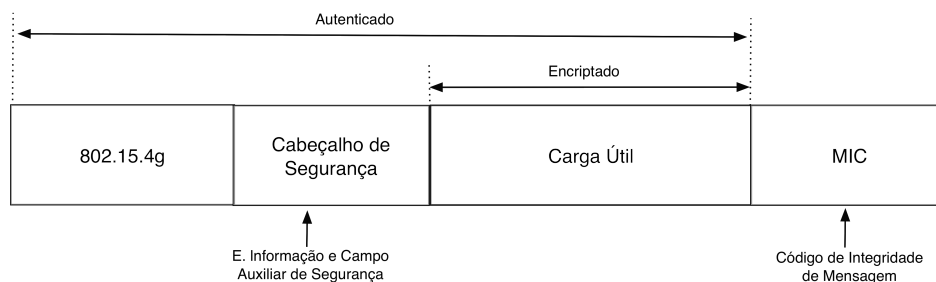 Autenticado
Encriptado
802.15.4g
Cabeçalho de
Segurança
Carga Útil
MIC
E. Informação e Campo
Auxiliar de Segurança
Código de Integridade
de Mensagem